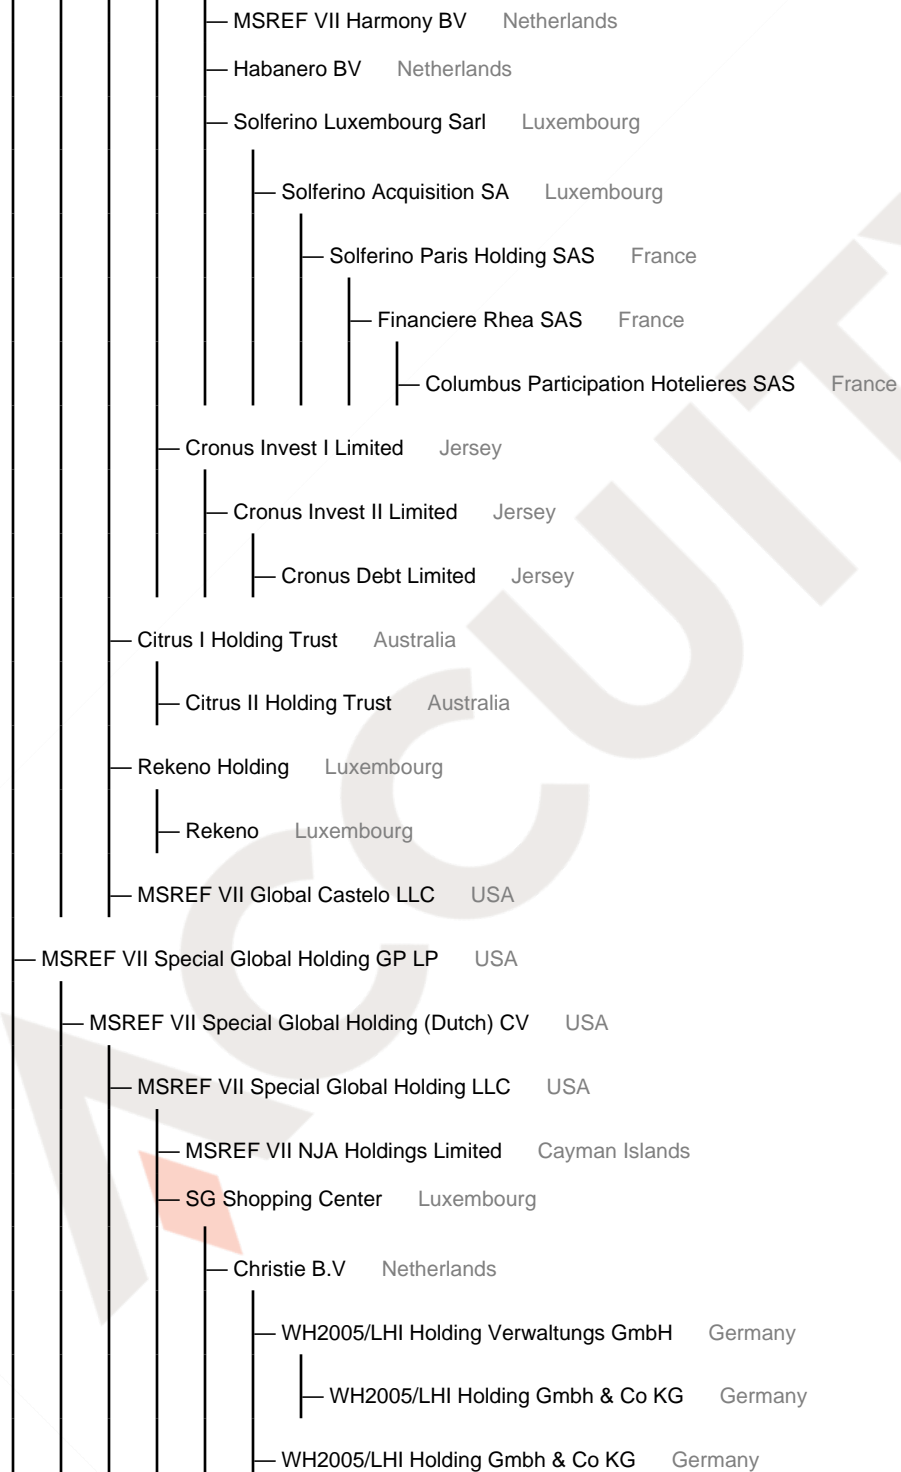 MSREF VII Harmony BV Netherlands
Habanero BV Netherlands
Solferino Luxembourg Sarl Luxembourg
Solferino Acquisition SA Luxembourg
Solferino Paris Holding SAS France
Financiere Rhea SAS France
Columbus Participation Hotelieres SAS France
Cronus Invest I Limited Jersey
Cronus Invest II Limited Jersey
Cronus Debt Limited Jersey
Citrus I Holding Trust Australia
Citrus II Holding Trust Australia
Rekeno Holding Luxembourg
Rekeno Luxembourg
MSREF VII Global Castelo LLC USA
MSREF VII Special Global Holding GP LP USA
MSREF VII Special Global Holding (Dutch) CV USA
MSREF VII Special Global Holding LLC USA
MSREF VII NJA Holdings Limited Cayman Islands
SG Shopping Center Luxembourg
Christie B.V Netherlands
WH2005/LHI Holding Verwaltungs GmbH Germany
WH2005/LHI Holding Gmbh & Co KG Germany
WH2005/LHI Holding Gmbh & Co KG Germany
ACCUIT